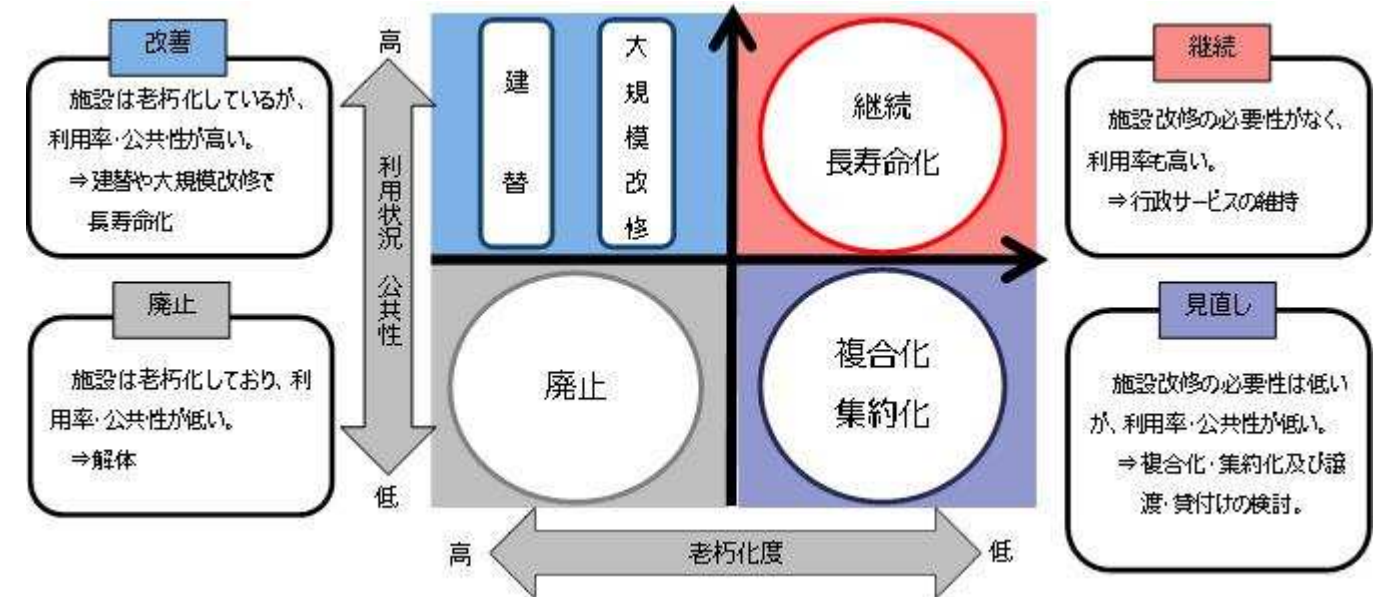 改善
施設は老朽化しているが、
利用率・公共性が高い。
⇒建替や大規模改修で
長寿命化
廃止
施設は老朽化しており、利
用率・公共性が低い。
⇒解体
高
利用状況 公共性
低
建替
大規模改修
継続
長寿命化
廃止
複合化
集約化
高
老朽化度
低
継続
施設改修の必要性がなく、
利用率も高い。
⇒行政サービスの維持
見直し
施設改修の必要性は低い
が、利用率・公共性が低い。
⇒複合化・集約化及び譲
渡・貸付けの検討。